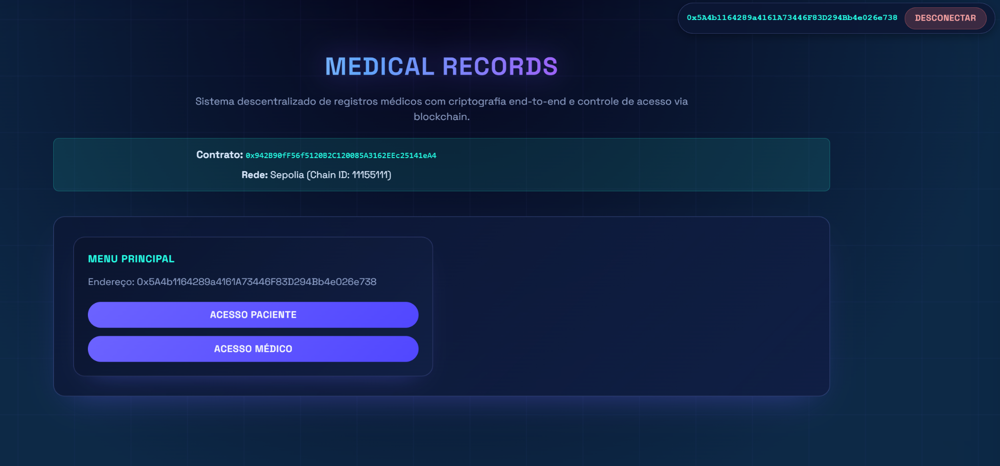 0x5A4b1164289a4161A73446F83D294Bb4e026e738 DESCONECTAR
MEDICAL RECORDS
Sistema descentralizado de registros médicos com criptografia end-to-end e controle de acesso via
blockchain.
Contrato: 0x942B90fF56f5120B2C120085A3162EEc25141eA4
Rede: Sepolia (Chain ID: 11155111)
MENU PRINCIPAL
Endereço: 0x5A4b1164289a4161A73446F83D294Bb4e026e738
ACESSO PACIENTE
ACESSO MÉDICO